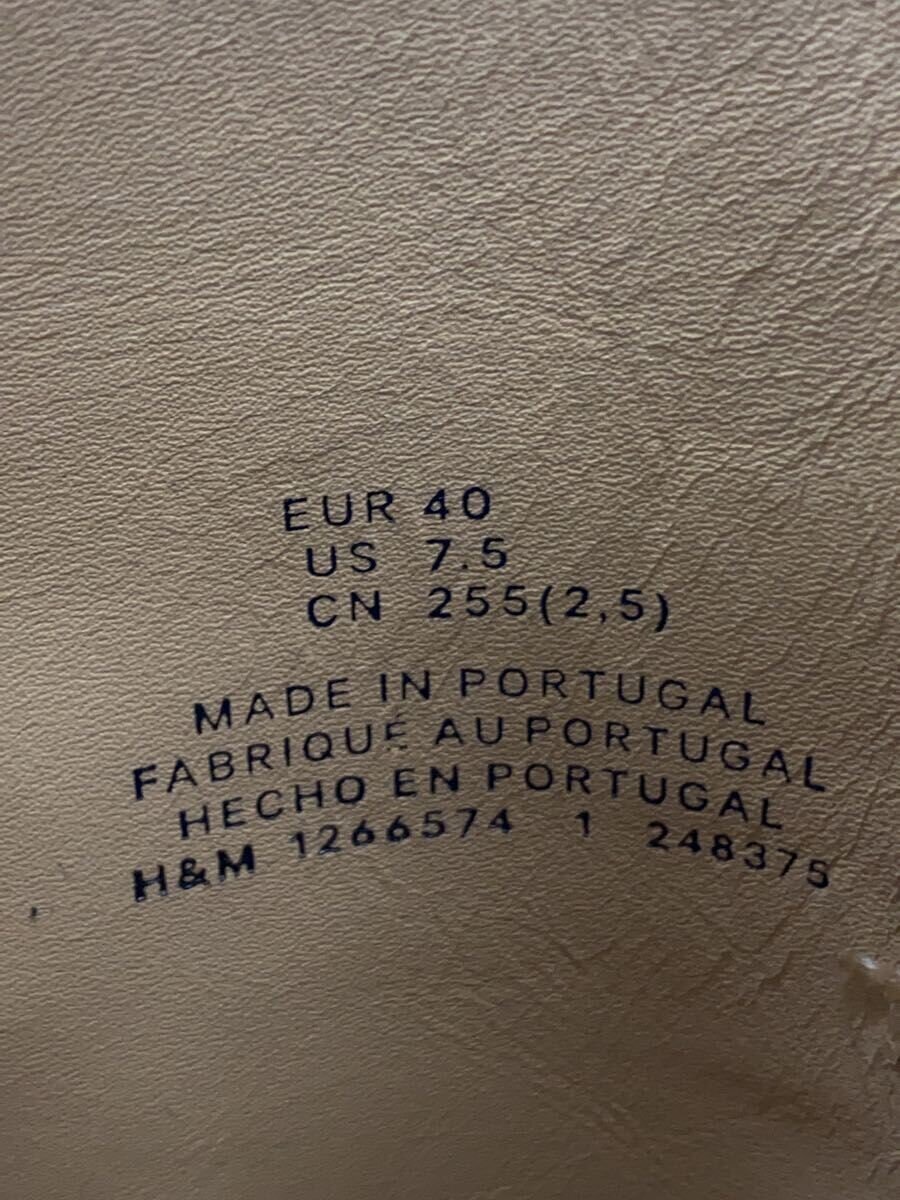 EUR 40
US 7.5
CN 255(2,5)
MADE IN PORTUGAL
FABRIQUÉ AU PORTUGAL
HECHO EN PORTUGAL
H&M 1266574 1 248375